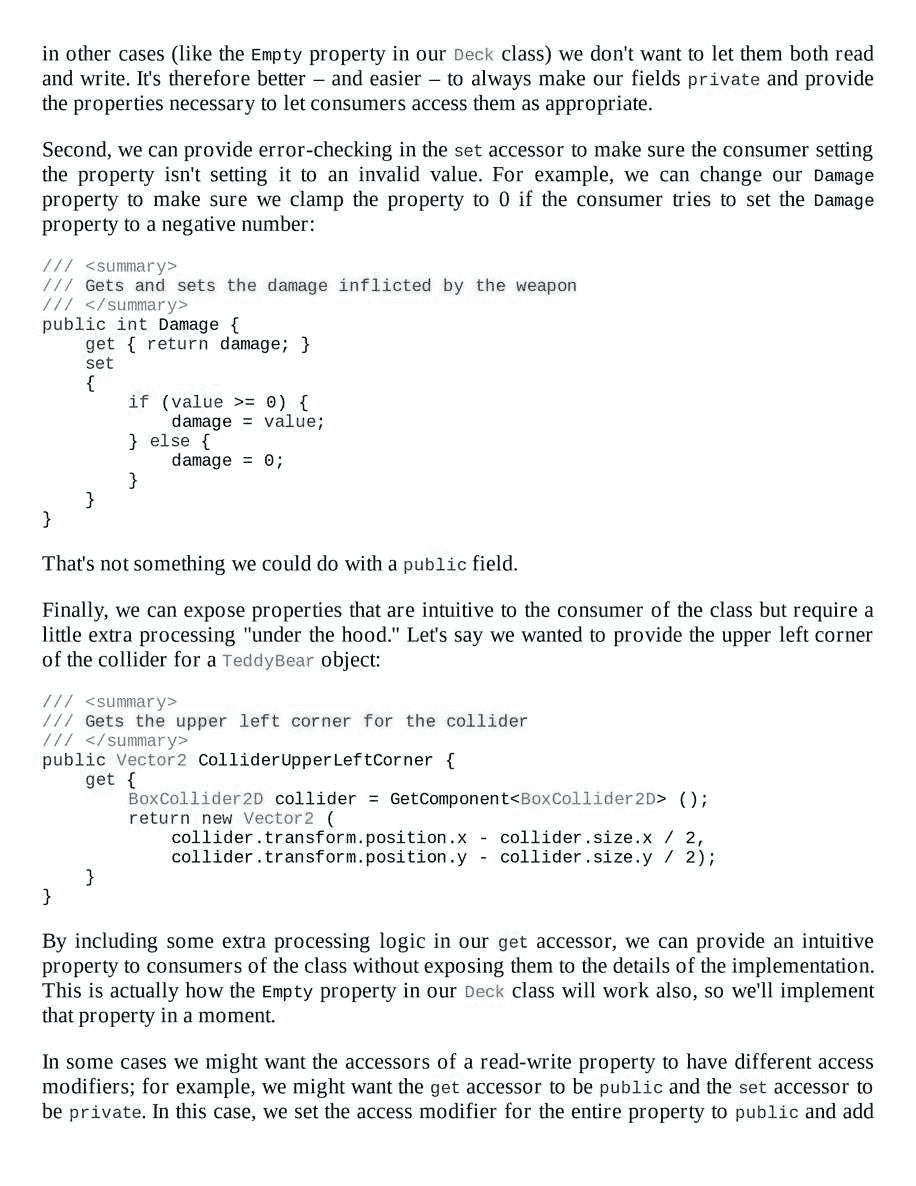 in other cases (like the Empty property in our Deck class) we don't want to let them both read
and write. It's therefore better – and easier – to always make our fields private and provide
the properties necessary to let consumers access them as appropriate.
Second, we can provide error-checking in the set accessor to make sure the consumer setting
the property isn't setting it to an invalid value. For example, we can change our Damage
property to make sure we clamp the property to 0 if the consumer tries to set the Damage
property to a negative number:
/// <summary>
/// Gets and sets the damage inflicted by the weapon
/// </summary>
public int Damage {
    get { return damage; }
    set
    {
        if (value >= 0) {
            damage = value;
        } else {
            damage = 0;
        }
    }
}
That's not something we could do with a public field.
Finally, we can expose properties that are intuitive to the consumer of the class but require a
little extra processing "under the hood." Let's say we wanted to provide the upper left corner
of the collider for a TeddyBear object:
/// <summary>
/// Gets the upper left corner for the collider
/// </summary>
public Vector2 ColliderUpperLeftCorner {
    get {
        BoxCollider2D collider = GetComponent<BoxCollider2D> ();
        return new Vector2 (
            collider.transform.position.x - collider.size.x / 2,
            collider.transform.position.y - collider.size.y / 2);
    }
}
By including some extra processing logic in our get accessor, we can provide an intuitive
property to consumers of the class without exposing them to the details of the implementation.
This is actually how the Empty property in our Deck class will work also, so we'll implement
that property in a moment.
In some cases we might want the accessors of a read-write property to have different access
modifiers; for example, we might want the get accessor to be public and the set accessor to
be private. In this case, we set the access modifier for the entire property to public and add